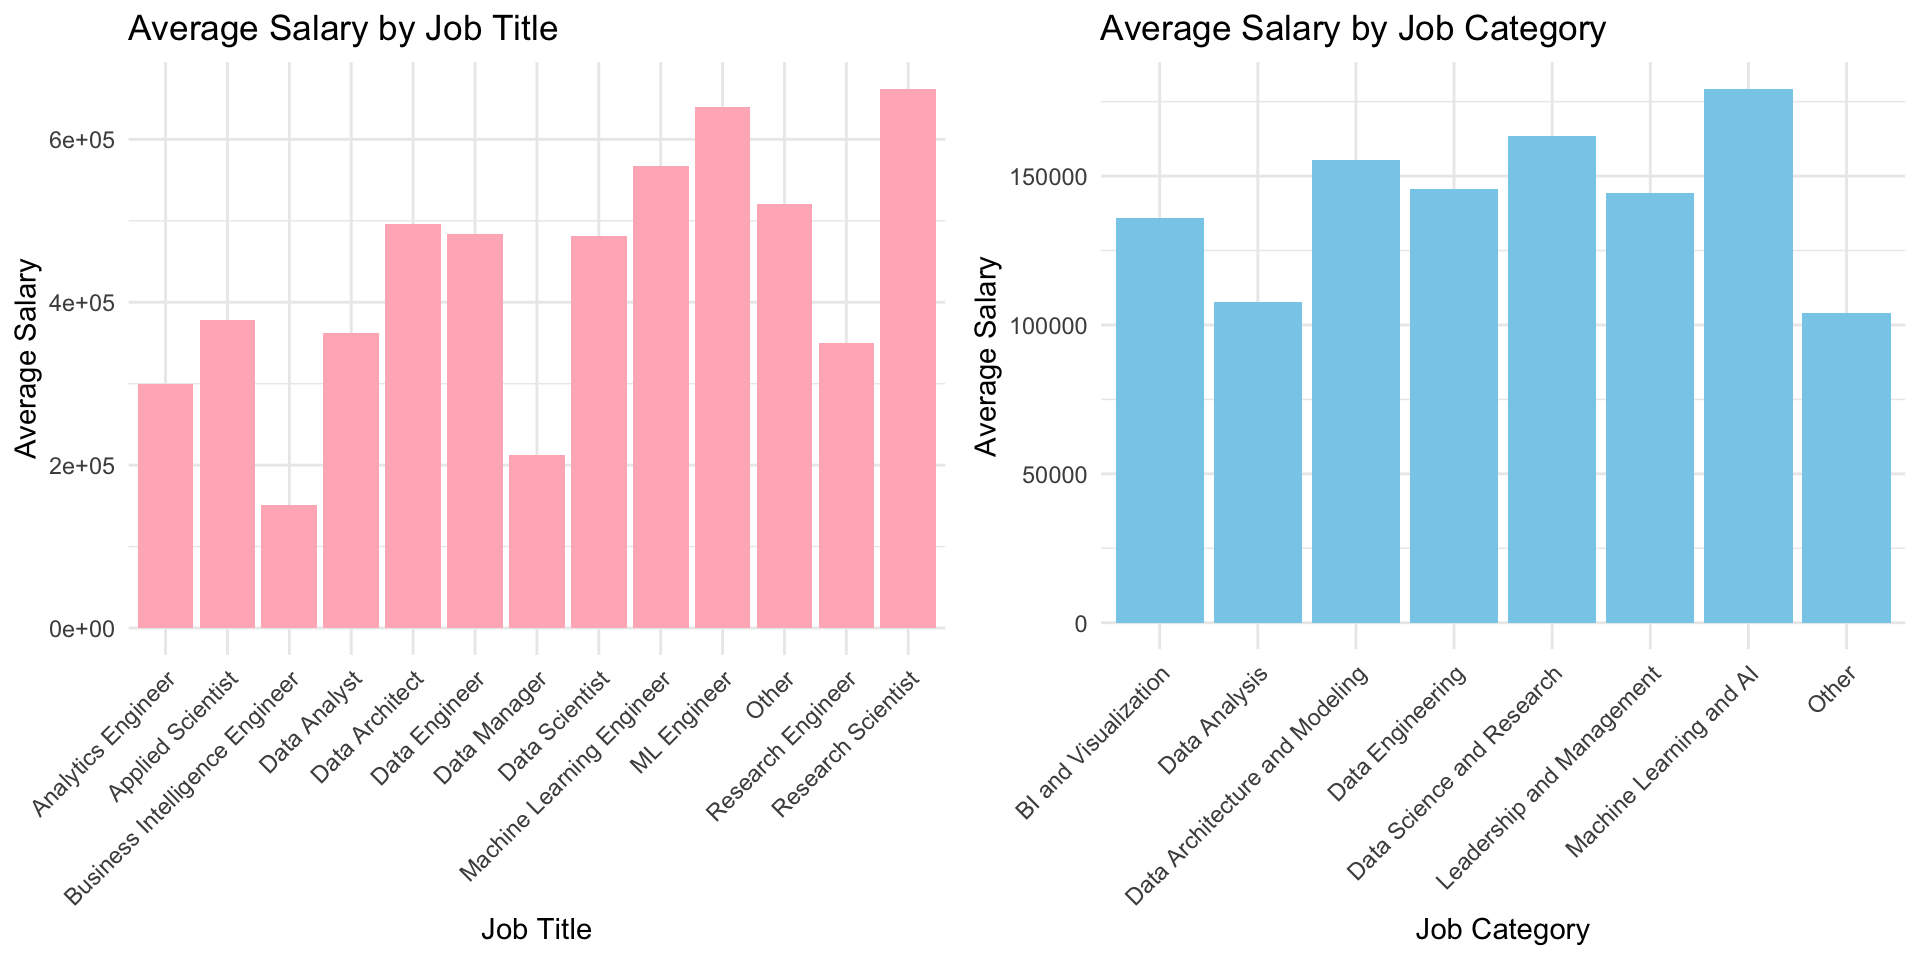 Average Salary by Job Title
Average Salary
6e+05
4e+05
2e+05
0e+00
Analytics Engineer
Applied Scientist
Business Intelligence Engineer
Data Analyst
Data Architect
Data Engineer
Data Manager
Data Scientist
Machine Learning Engineer
ML Engineer
Other
Research Engineer
Research Scientist
Job Title
Average Salary by Job Category
Average Salary
150000
100000
50000
0
BI and Visualization
Data Analysis
Data Architecture and Modeling
Data Engineering
Data Science and Research
Leadership and Management
Machine Learning and AI
Other
Job Category